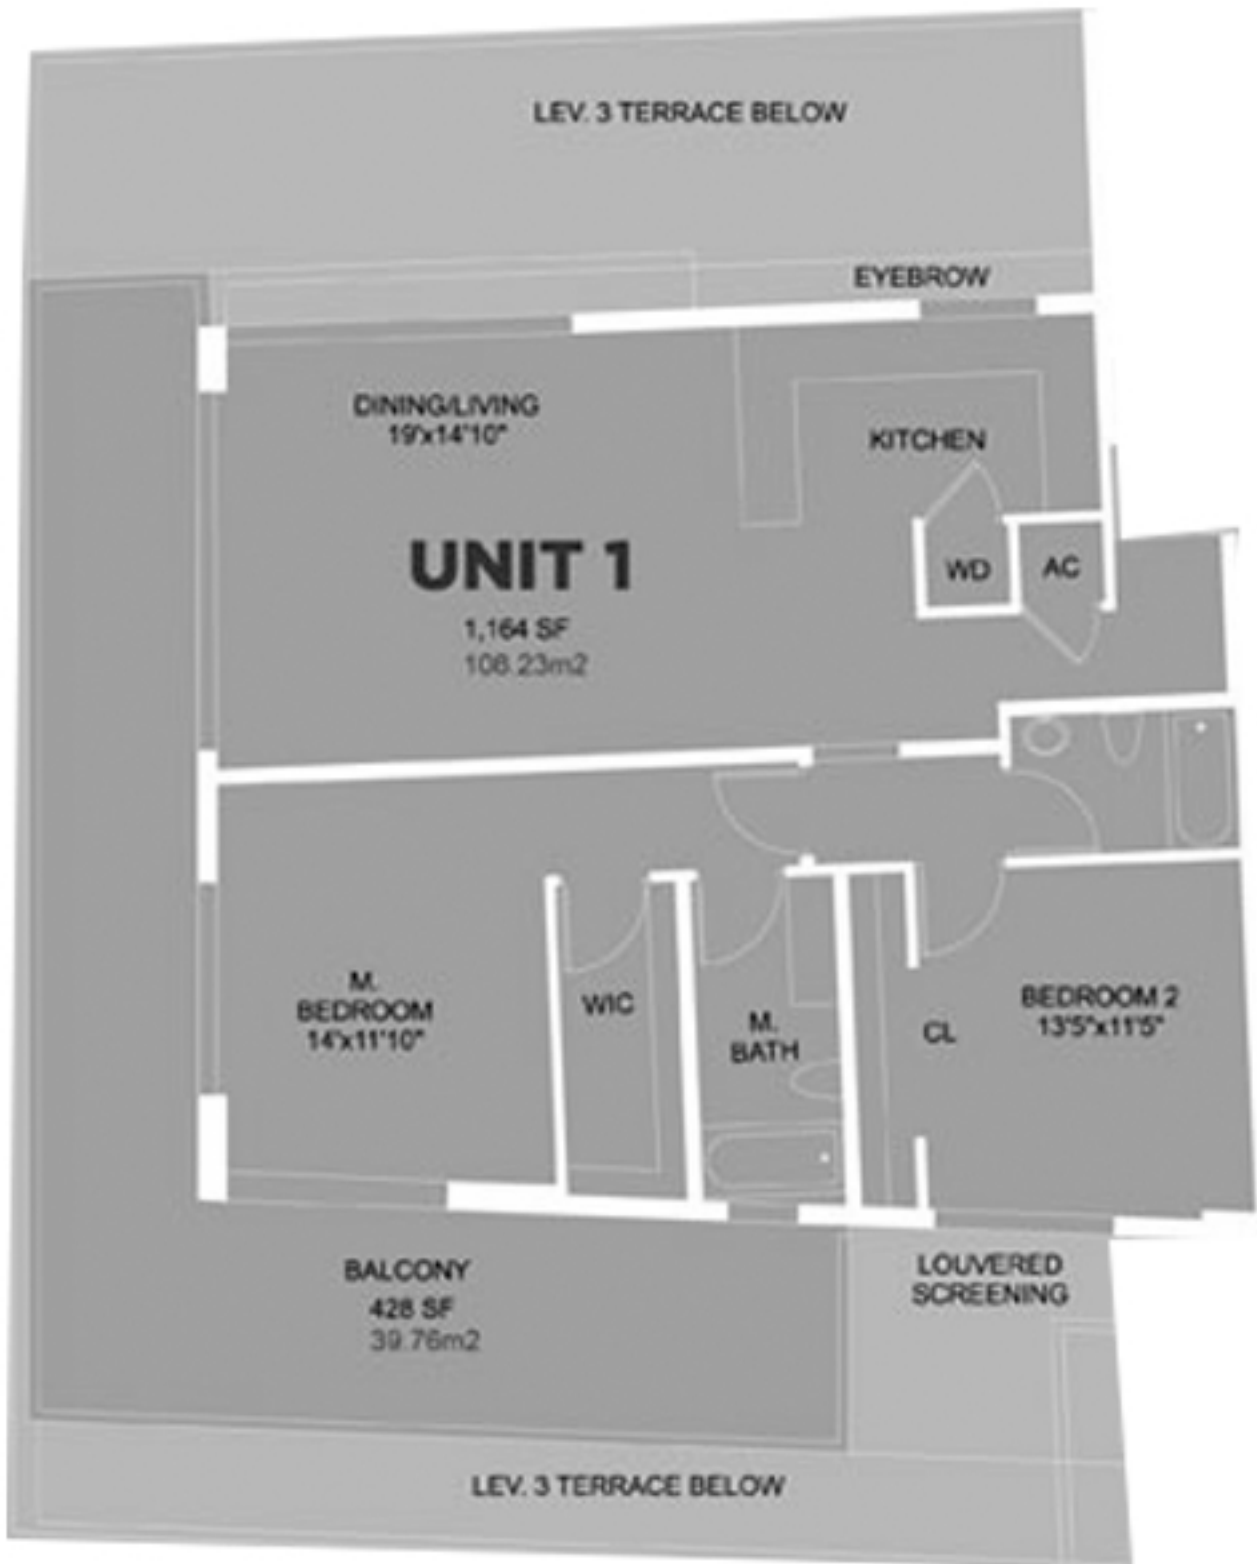 LEV. 3 TERRACE BELOW
EYEBROW
DINING/LIVING
19'x14'10"
KITCHEN
UNIT 1
1,164 SF
108.23m2
WD
AC
M.
BEDROOM
14'x11'10"
WIC
M.
BATH
CL
BEDROOM 2
13'5"x11'5"
BALCONY
428 SF
39.76m2
LOUVERED
SCREENING
LEV. 3 TERRACE BELOW